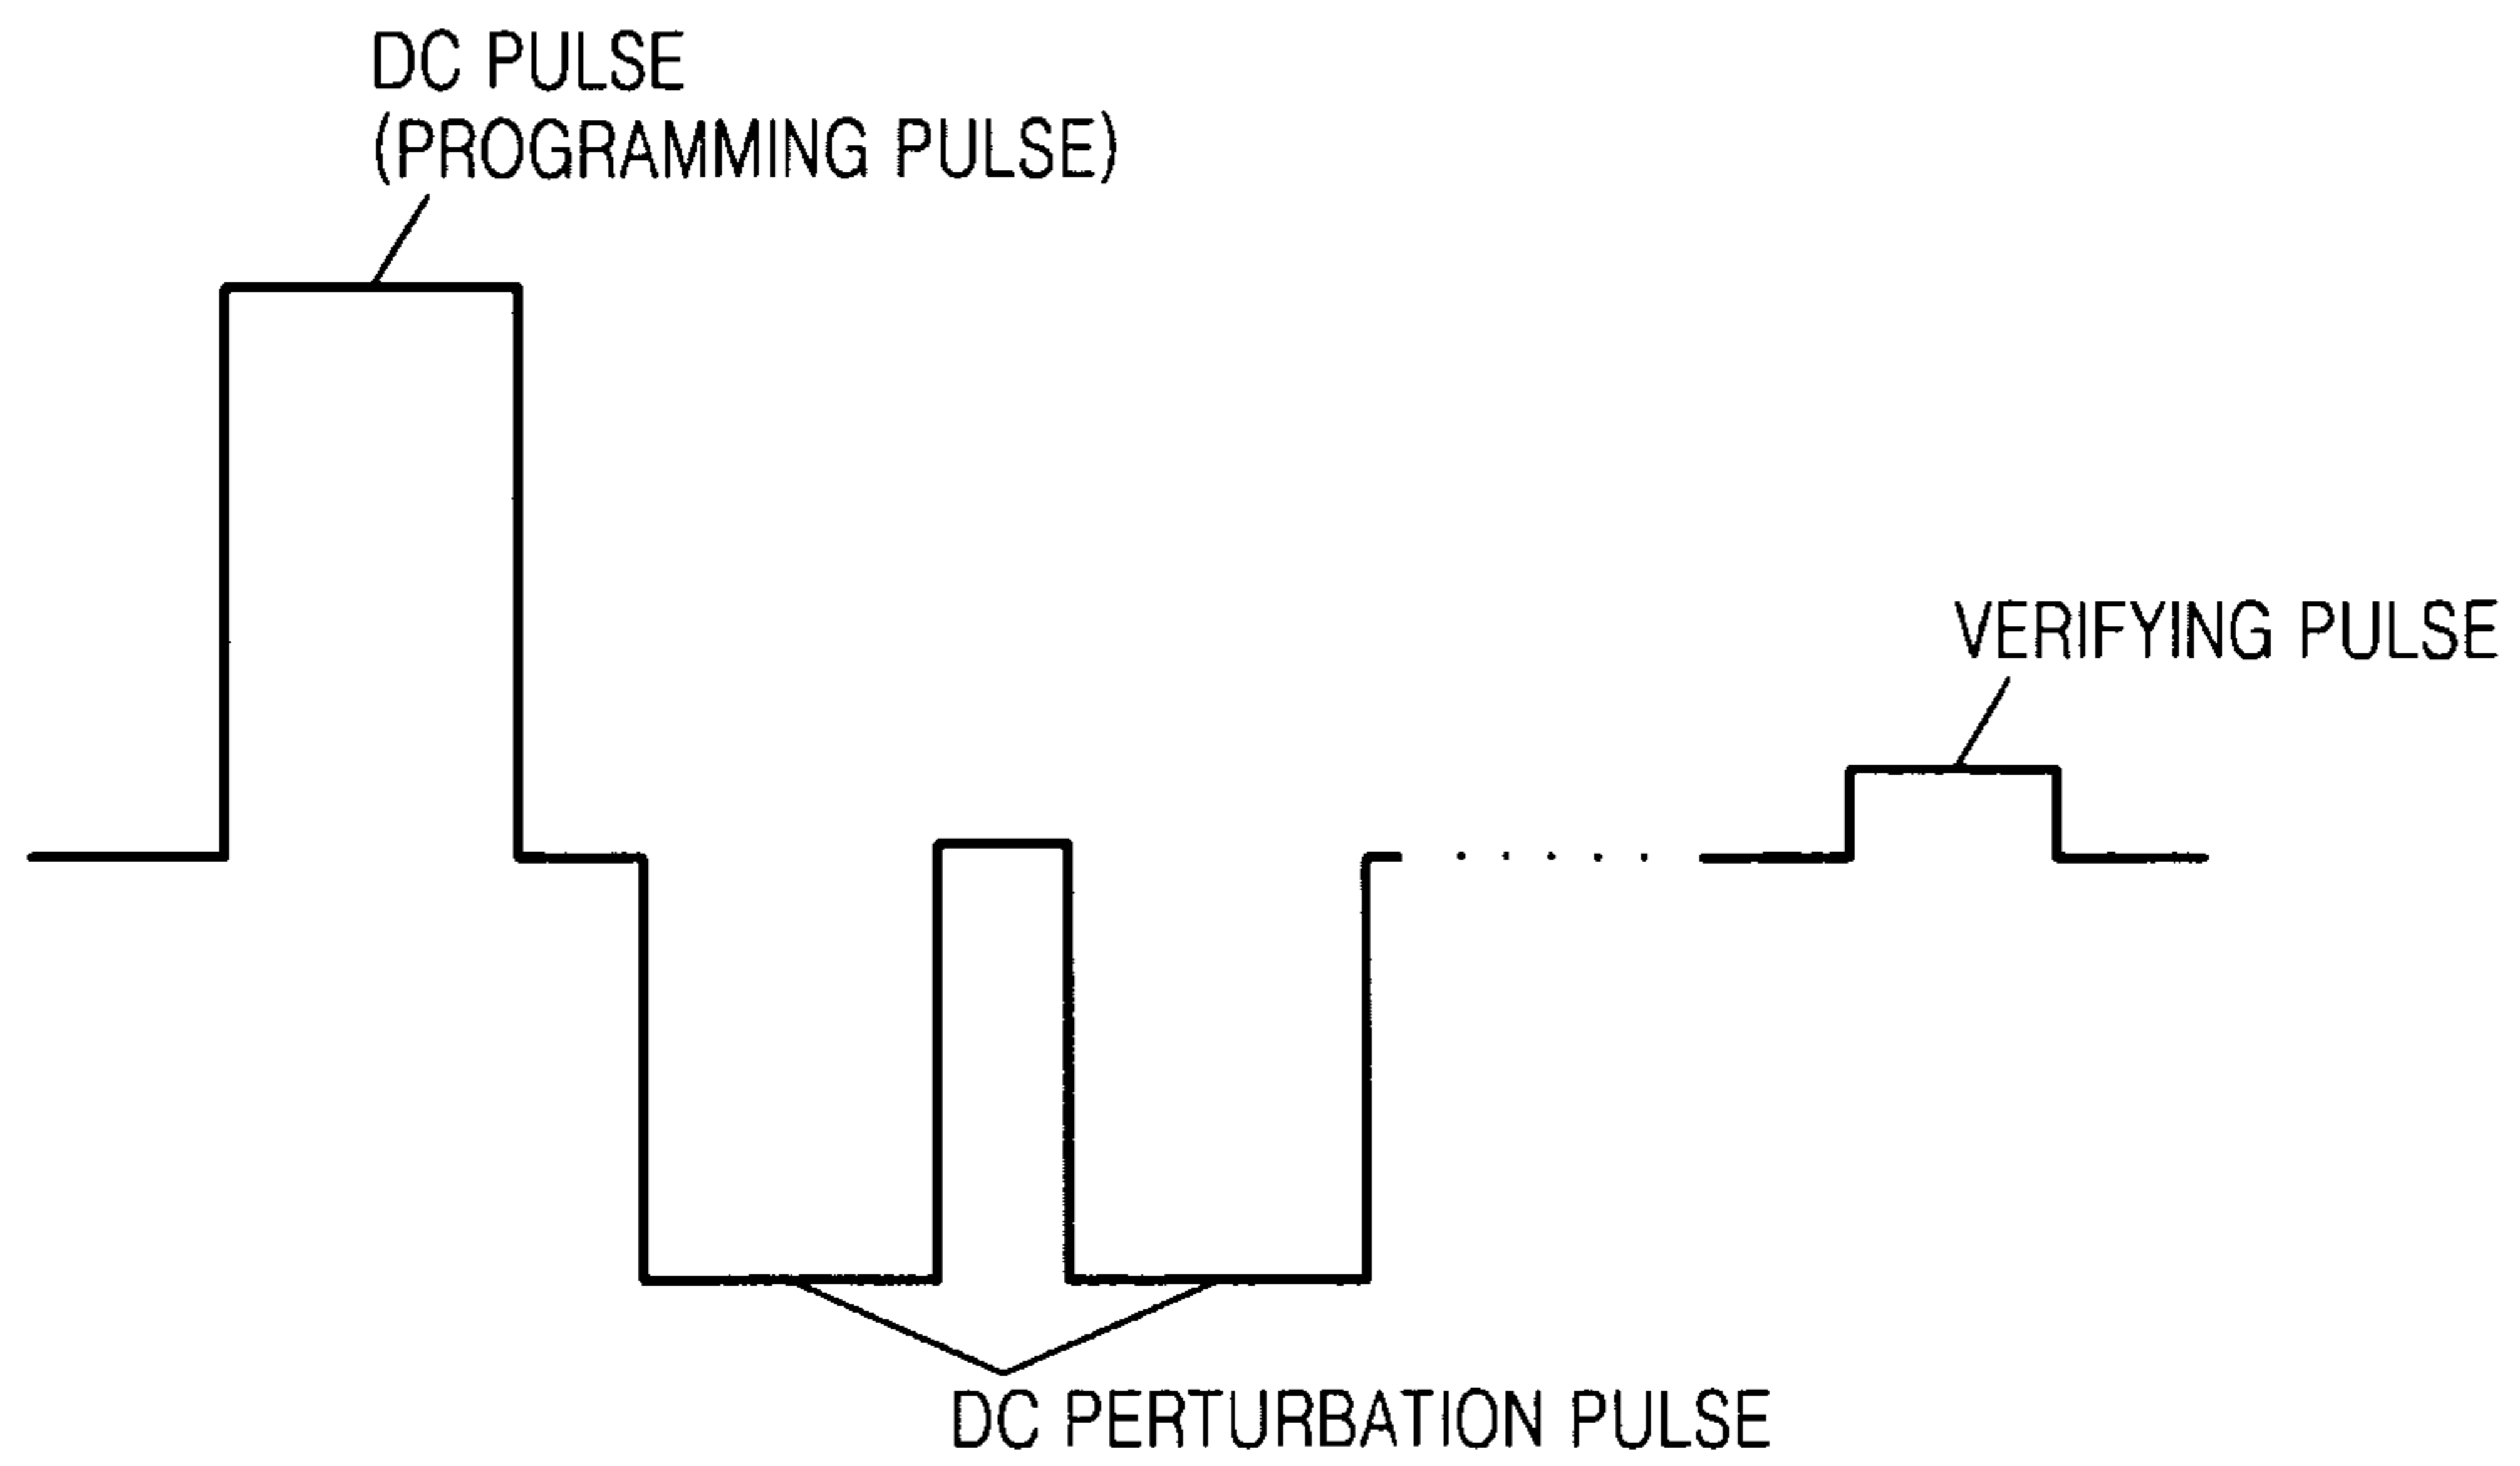 DC PULSE
(PROGRAMMING PULSE)
VERIFYING PULSE
DC PERTURBATION PULSE